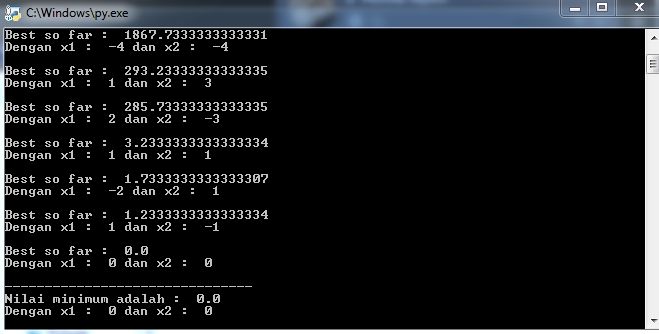 C:\Windows\py.exe
Best so far :  1867.7333333333331
Dengan x1 :  -4 dan x2 :  -4
Best so far :  293.23333333333335
Dengan x1 :  1 dan x2 :  3
Best so far :  285.73333333333335
Dengan x1 :  2 dan x2 :  -3
Best so far :  3.2333333333333334
Dengan x1 :  1 dan x2 :  1
Best so far :  1.7333333333333307
Dengan x1 :  -2 dan x2 :  1
Best so far :  1.2333333333333334
Dengan x1 :  1 dan x2 :  -1
Best so far :  0.0
Dengan x1 :  0 dan x2 :  0
-------------------------------
Nilai minimum adalah :  0.0
Dengan x1 :  0 dan x2 :  0